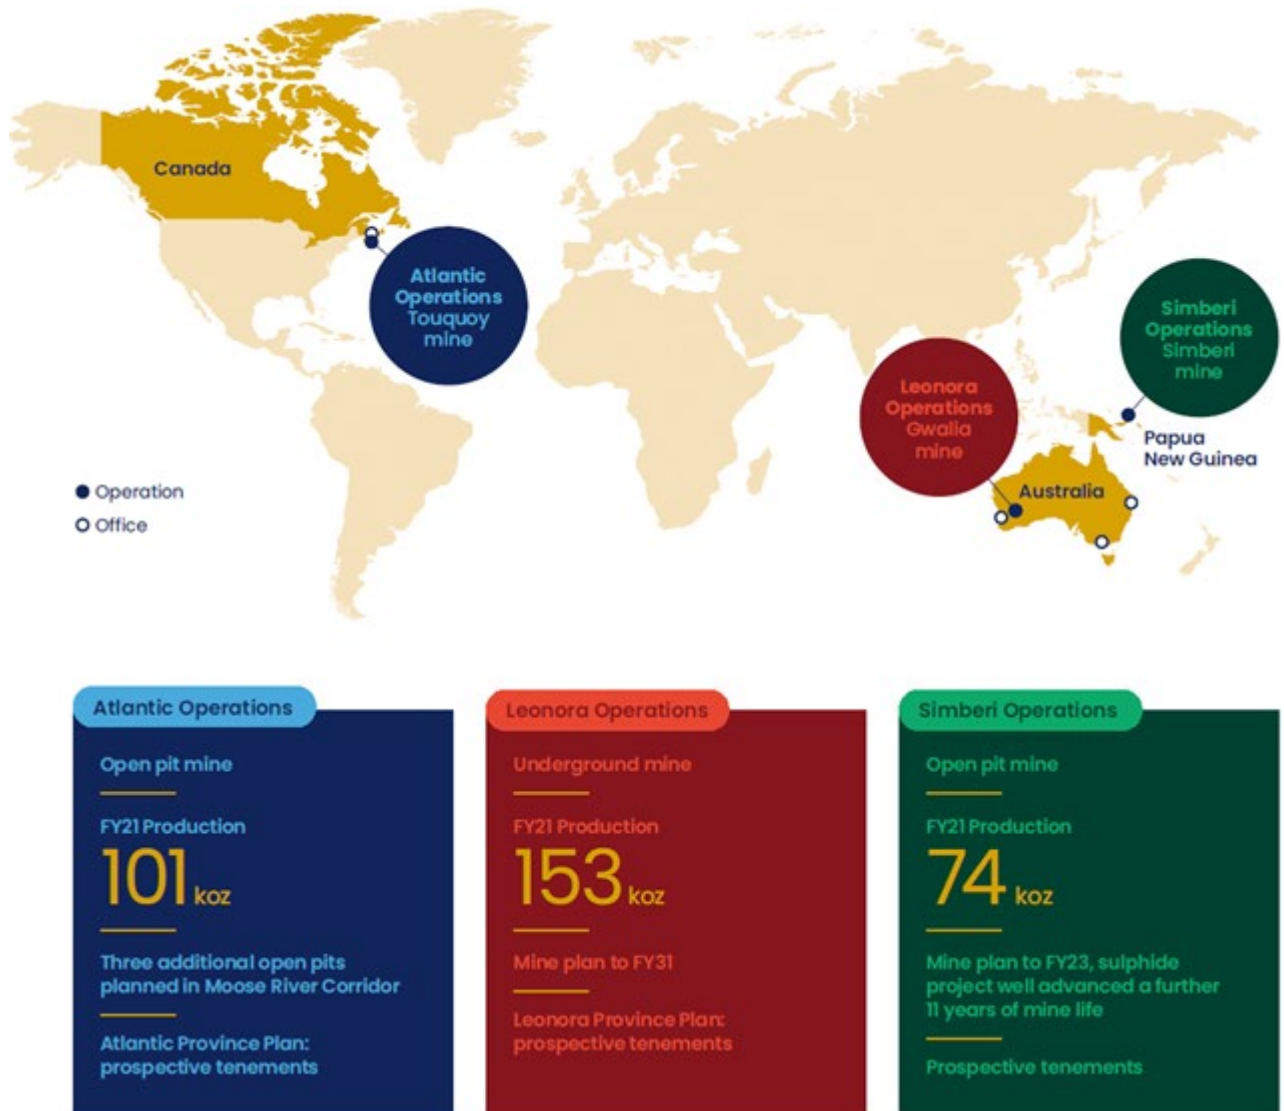 Canada
Atlantic
Operations
Touquoy
mine
Simberi
Operations
Simberi
mine
Leonora
Operations
Gwalia
mine
Papua
New Guinea
Australia
Operation
Office
Atlantic Operations
Open pit mine
FY21 Production
101 koz
Three additional open pits
planned in Moose River Corridor
Atlantic Province Plan:
prospective tenements
Leonora Operations
Underground mine
FY21 Production
153 koz
Mine plan to FY31
Leonora Province Plan:
prospective tenements
Simberi Operations
Open pit mine
FY21 Production
74 koz
Mine plan to FY23, sulphide
project well advanced a further
11 years of mine life
Prospective tenements